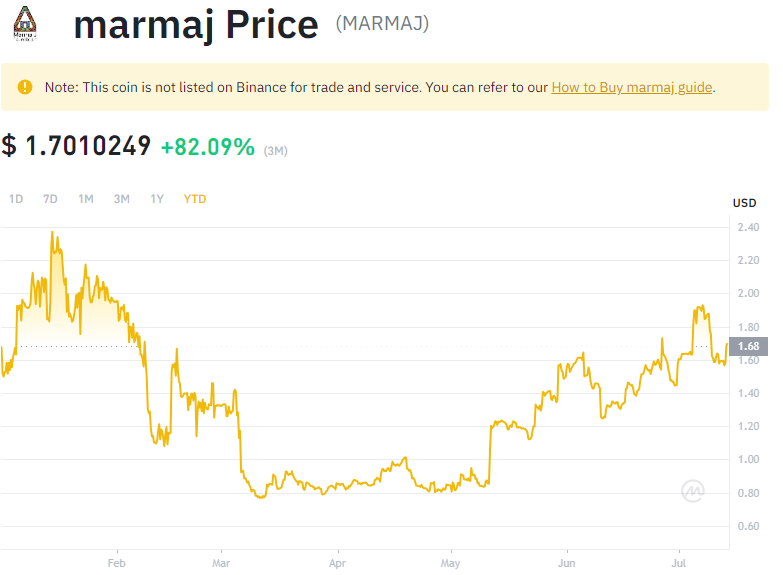 marmaj Price (MARMAJ)
Note: This coin is not listed on Binance for trade and service. You can refer to our How to Buy marmaj guide.
$ 1.7010249 +82.09% (3M)
1D 7D 1M 3M 1Y YTD
USD
2.40
2.20
2.00
1.80
1.68
1.60
1.40
1.20
1.00
0.80
0.60
Feb Mar Apr May Jun Jul